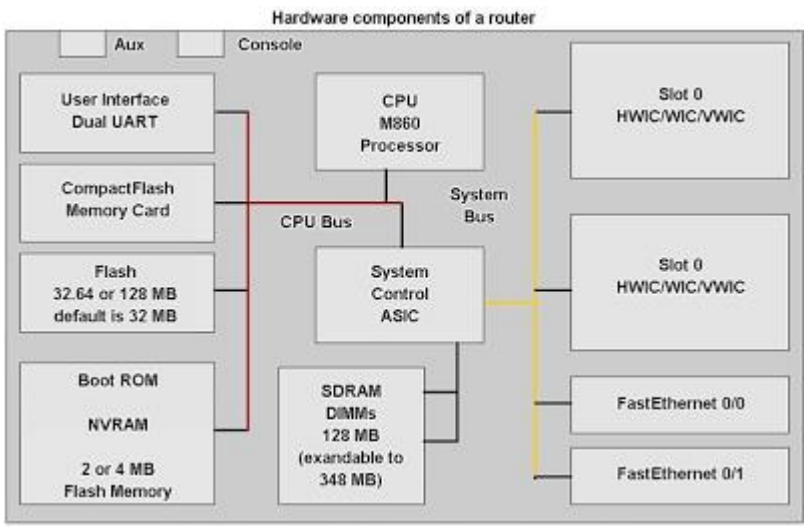 Hardware components of a router
Aux
Console
User Interface
Dual UART
CompactFlash
Memory Card
Flash
32.64 or 128 MB
default is 32 MB
Boot ROM
NVRAM
2 or 4 MB
Flash Memory
CPU
M860
Processor
CPU Bus
System
Bus
System
Control
ASIC
SDRAM
DIMMs
128 MB
(exandable to
348 MB)
Slot 0
HWIC/WIC/VWIC
Slot 0
HWIC/WIC/VWIC
FastEthernet 0/0
FastEthernet 0/1